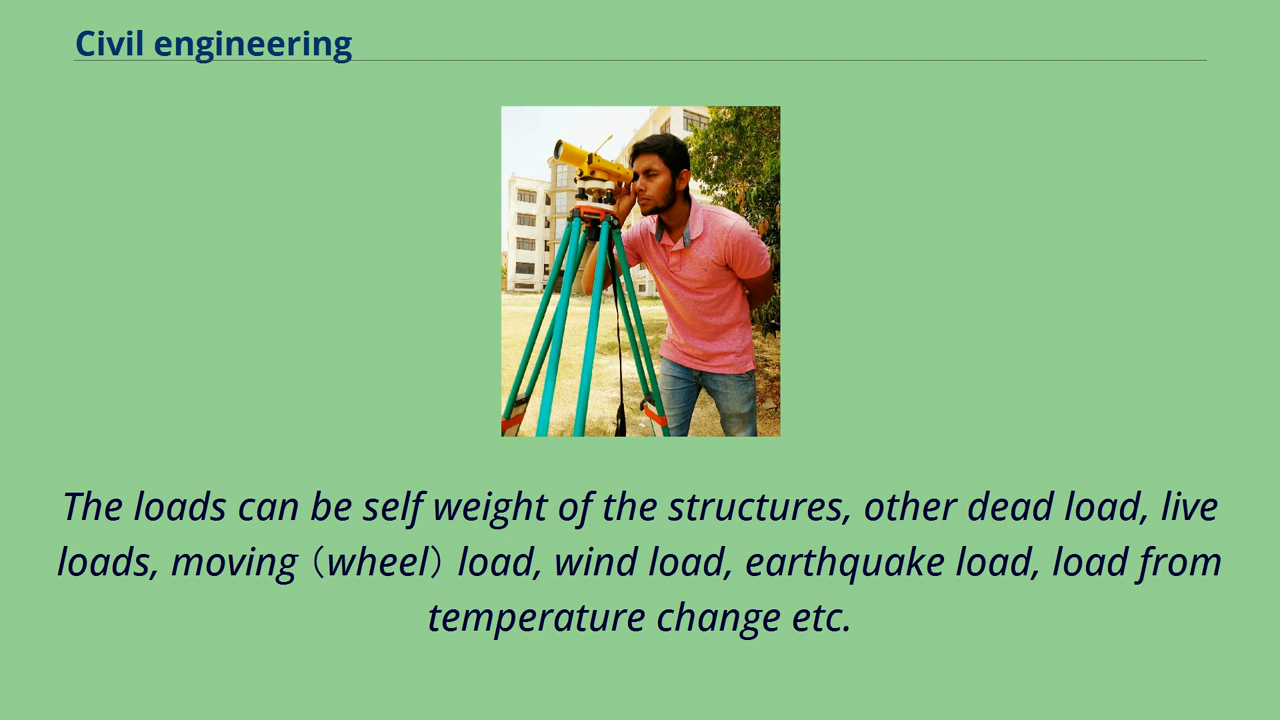 Civil engineering
The loads can be self weight of the structures, other dead load, live
loads, moving（wheel）load, wind load, earthquake load, load from
temperature change etc.